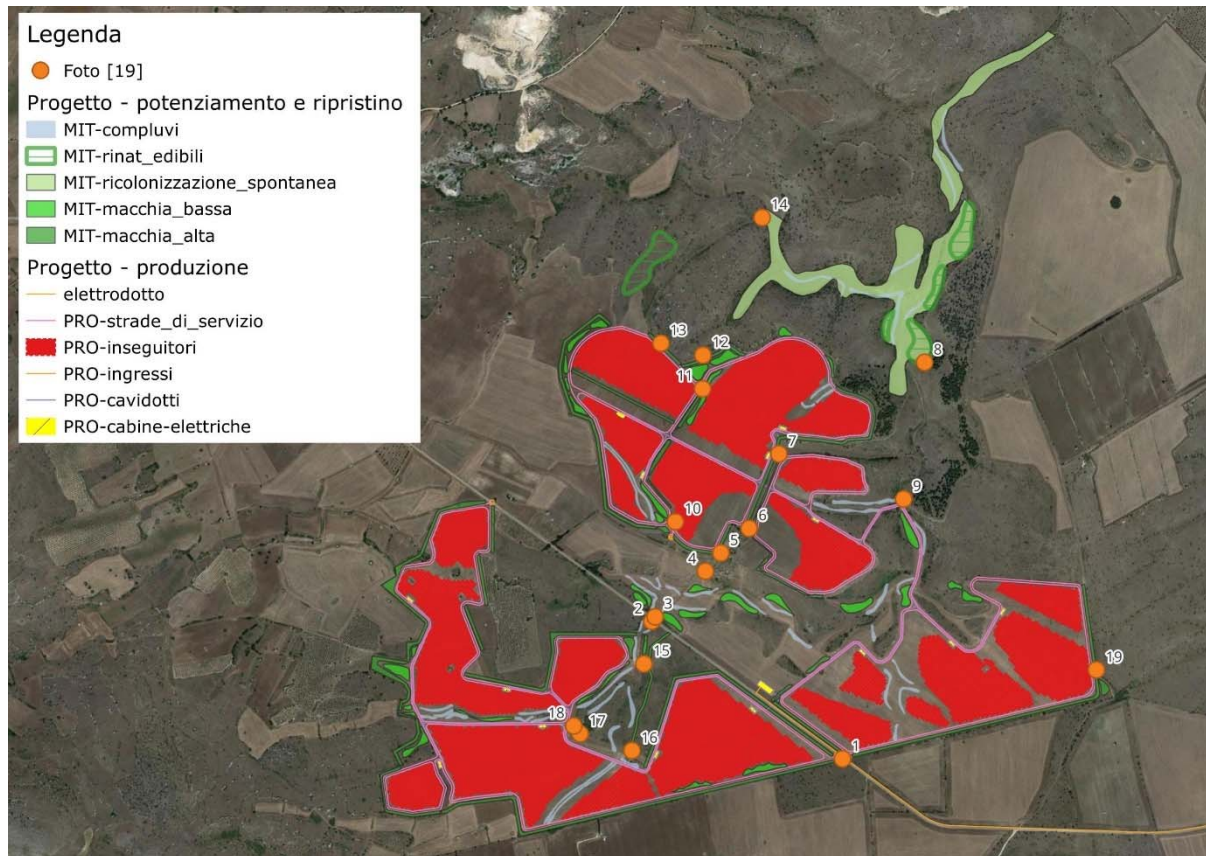 Legenda
Foto [19]
Progetto - potenziamento e ripristino
MIT-compluvi
MIT-rinat_edibili
MIT-ricolonizzazione_spontanea
MIT-macchia_bassa
MIT-macchia_alta
Progetto - produzione
elettrodotto
PRO-strade_di_servizio
PRO-inseguitori
PRO-ingressi
PRO-cavidotti
PRO-cabine-elettriche
14
13
12
8
11
7
9
10
6
5
4
2 3
15
19
18 17
16
1